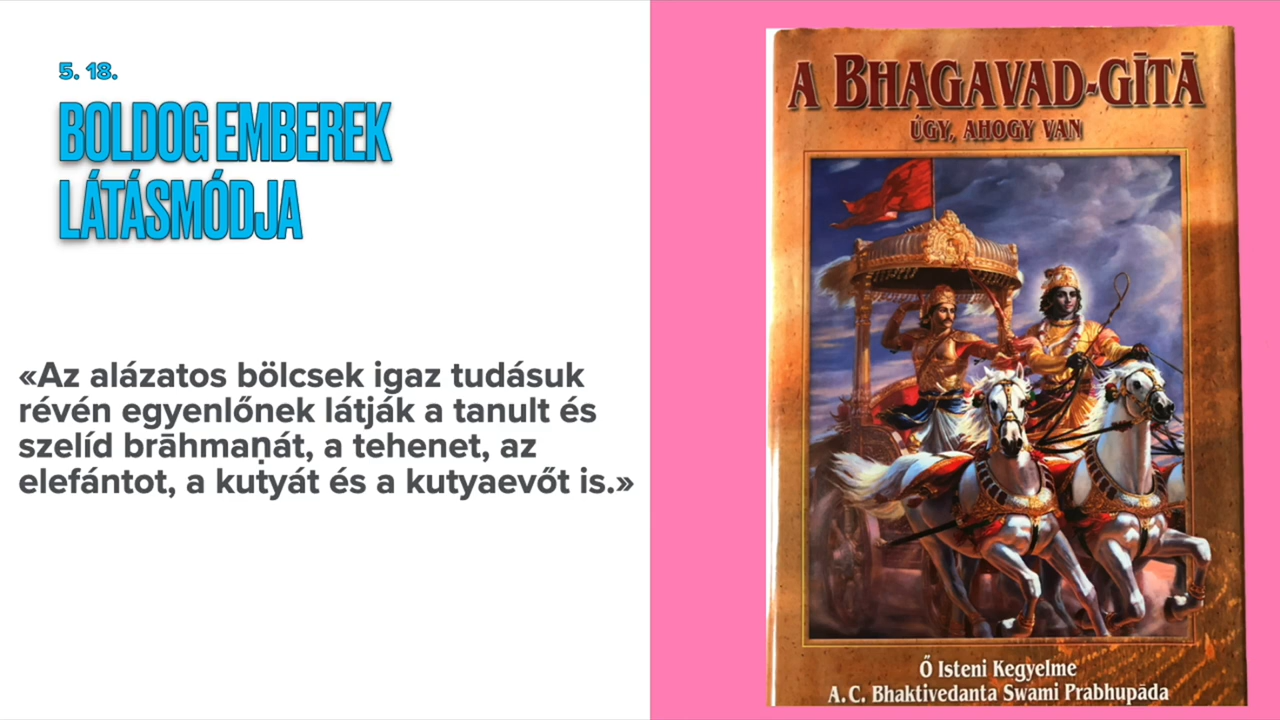 5. 18.
BOLDOG EMBEREK
LÁTÁSMÓDJA
«Az alázatos bölcsek igaz tudásuk
révén egyenlőnek látják a tanult és
szelíd brāhmaṇát, a tehenet, az
elefántot, a kutyát és a kutyaevőt is.»
A BHAGAVAD-GĪTĀ
ÚGY, AHOGY VAN
Ő Isteni Kegyelme
A. C. Bhaktivedanta Swami Prabhupāda